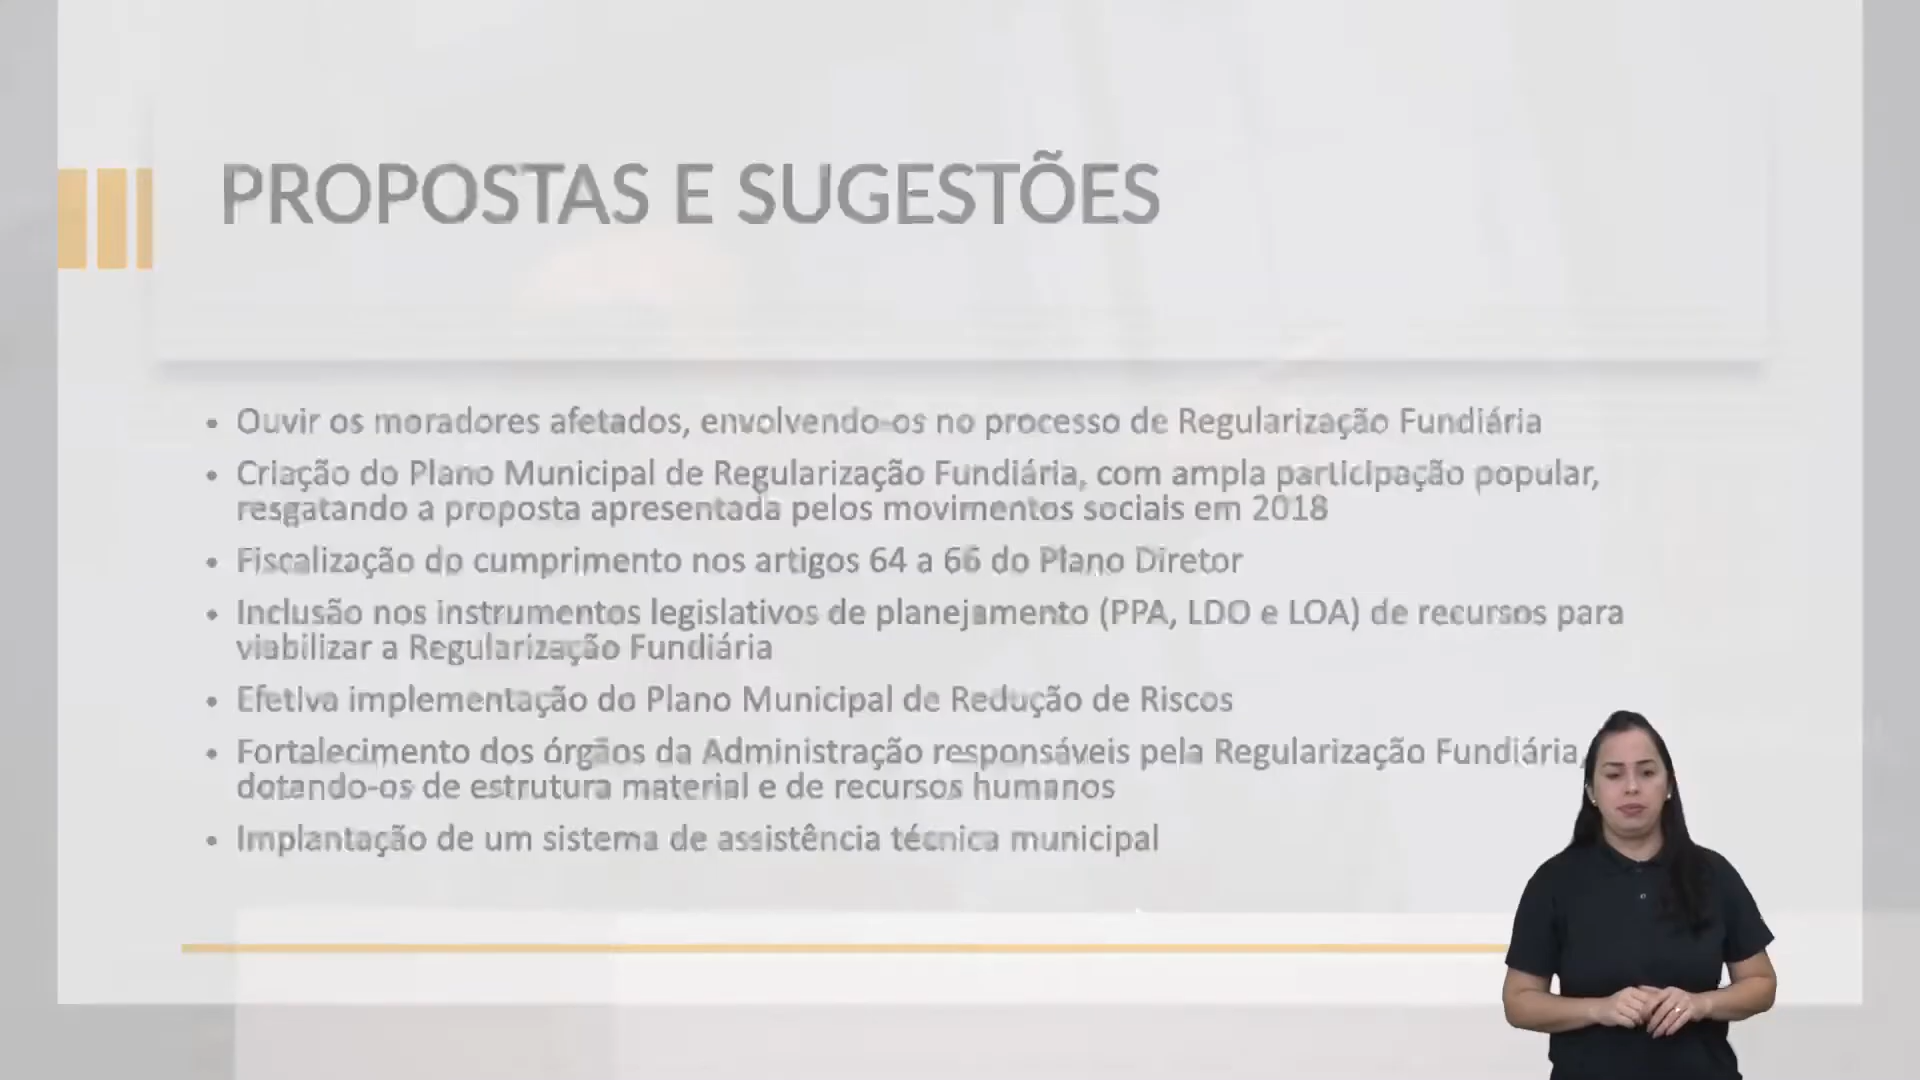 PROPOSTAS E SUGESTÕES
• Ouvir os moradores afetados, envolvendo-os no processo de Regularização Fundiária
• Criação do Plano Municipal de Regularização Fundiária, com ampla participação popular,
resgatando a proposta apresentada pelos movimentos sociais em 2018
• Fiscalização do cumprimento nos artigos 64 a 66 do Plano Diretor
• Inclusão nos instrumentos legislativos de planejamento (PPA, LDO e LOA) de recursos para
viabilizar a Regularização Fundiária
• Efetiva implementação do Plano Municipal de Redução de Riscos
• Fortalecimento dos órgãos da Administração responsáveis pela Regularização Fundiária,
dotando-os de estrutura material e de recursos humanos
• Implantação de um sistema de assistência técnica municipal